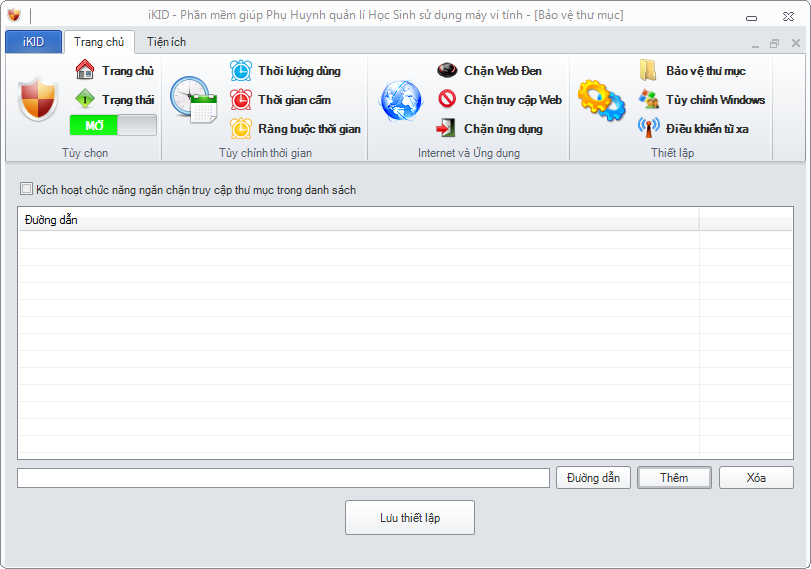 iKID - Phần mềm giúp Phụ Huynh quản lí Học Sinh sử dụng máy vi tính - [Bảo vệ thư mục]
iKID Trang chủ Tiện ích
Trang chủ Thời lượng dùng Chặn Web Đen Bảo vệ thư mục
Trạng thái Thời gian cấm Chặn truy cập Web Tùy chỉnh Windows
MỞ Ràng buộc thời gian Chặn ứng dụng Điều khiển từ xa
Tùy chọn Tùy chỉnh thời gian Internet và Ứng dụng Thiết lập
Kích hoạt chức năng ngăn chặn truy cập thư mục trong danh sách
Đường dẫn
Đường dẫn Thêm Xóa
Lưu thiết lập